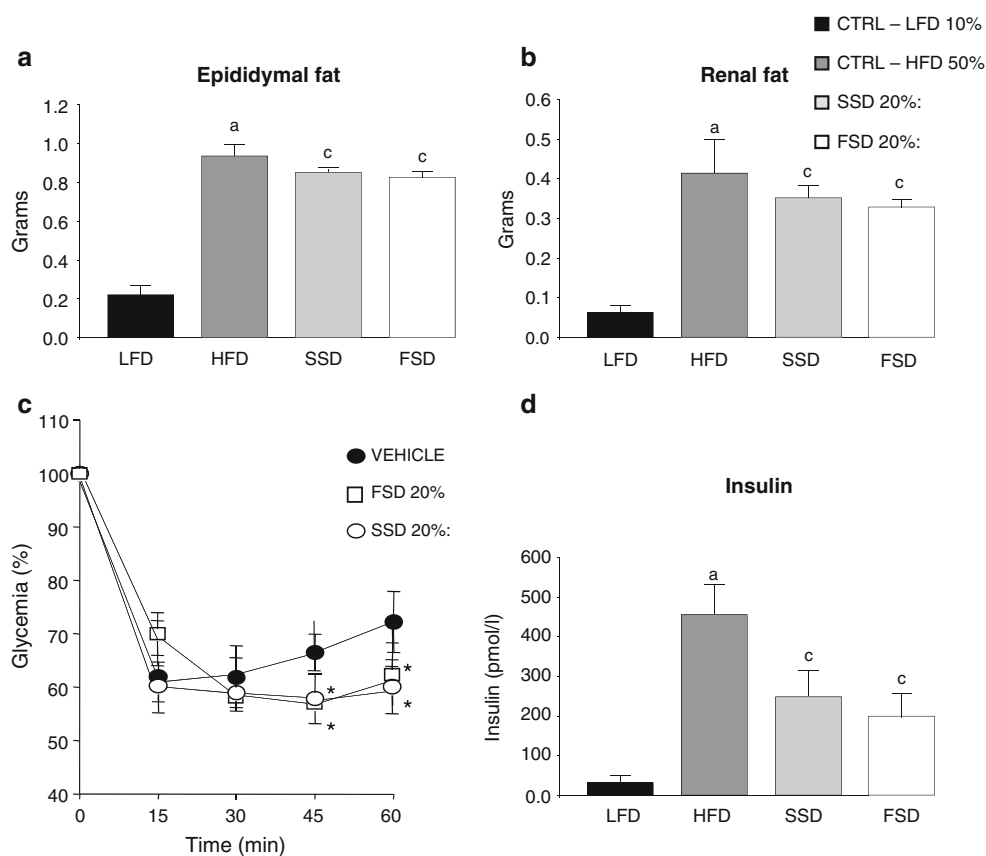 a
Epididymal fat
Grams
1.2
1.0
0.8
0.6
0.4
0.2
0.0
a
c
c
LFD HFD SSD FSD
b
Renal fat
CTRL – LFD 10%
CTRL – HFD 50%
SSD 20%:
FSD 20%:
Grams
0.6
0.5
0.4
0.3
0.2
0.1
0.0
a
c
c
LFD HFD SSD FSD
c
Glycemia (%)
110
100
90
80
70
60
50
40
VEHICLE
FSD 20%
SSD 20%:
*
*
*
*
0 15 30 45 60
Time (min)
d
Insulin
Insulin (pmol/l)
600
500
400
300
200
100
0.0
a
c
c
LFD HFD SSD FSD